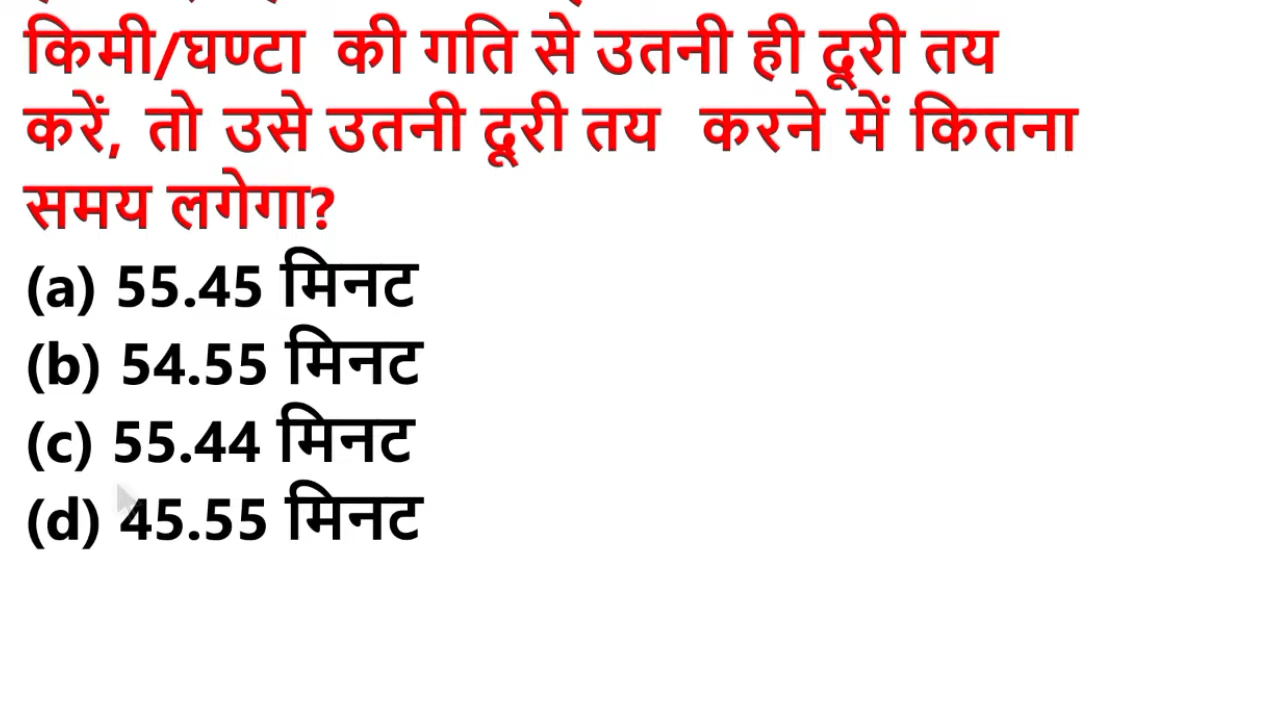 किमी/घण्टा की गति से उतनी ही दूरी तय
करें, तो उसे उतनी दूरी तय करने में कितना
समय लगेगा?
(a) 55.45 मिनट
(b) 54.55 मिनट
(c) 55.44 मिनट
(d) 45.55 मिनट